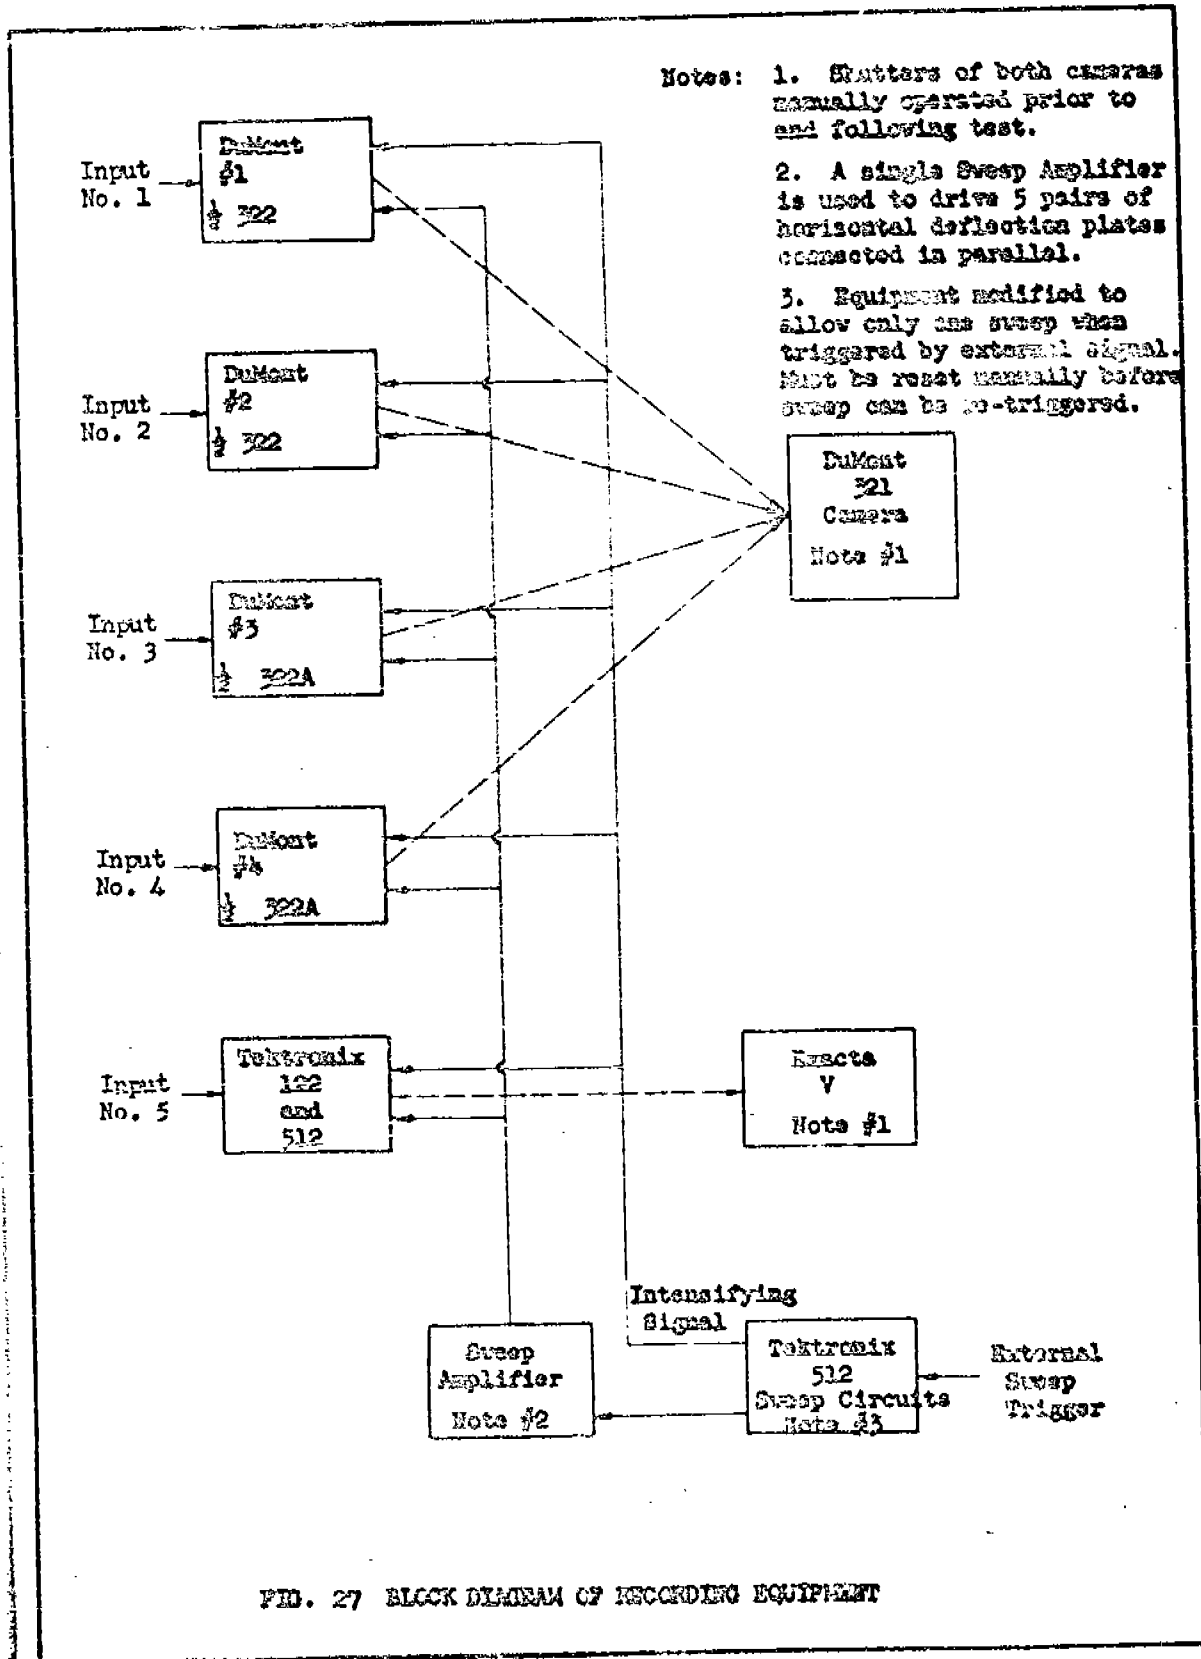 Notes: 1. Shutters of both cameras
manually operated prior to
and following test.
2. A single Sweep Amplifier
is used to drive 5 pairs of
horizontal deflection plates
connected in parallel.
3. Equipment modified to
allow only one sweep when
triggered by external signal.
Must be reset manually before
sweep can be re-triggered.
Input
No. 1
DuMont
#1
½ 322
Input
No. 2
DuMont
#2
½ 322
DuMont
321
Camera
Note #1
Input
No. 3
DuMont
#3
½ 322A
Input
No. 4
DuMont
#4
½ 322A
Input
No. 5
Tektronix
122
and
512
Exacta
V
Note #1
Intensifying
Signal
Sweep
Amplifier
Note #2
Tektronix
512
Sweep Circuits
Note #3
External
Sweep
Trigger
FIG. 27 BLOCK DIAGRAM OF RECORDING EQUIPMENT